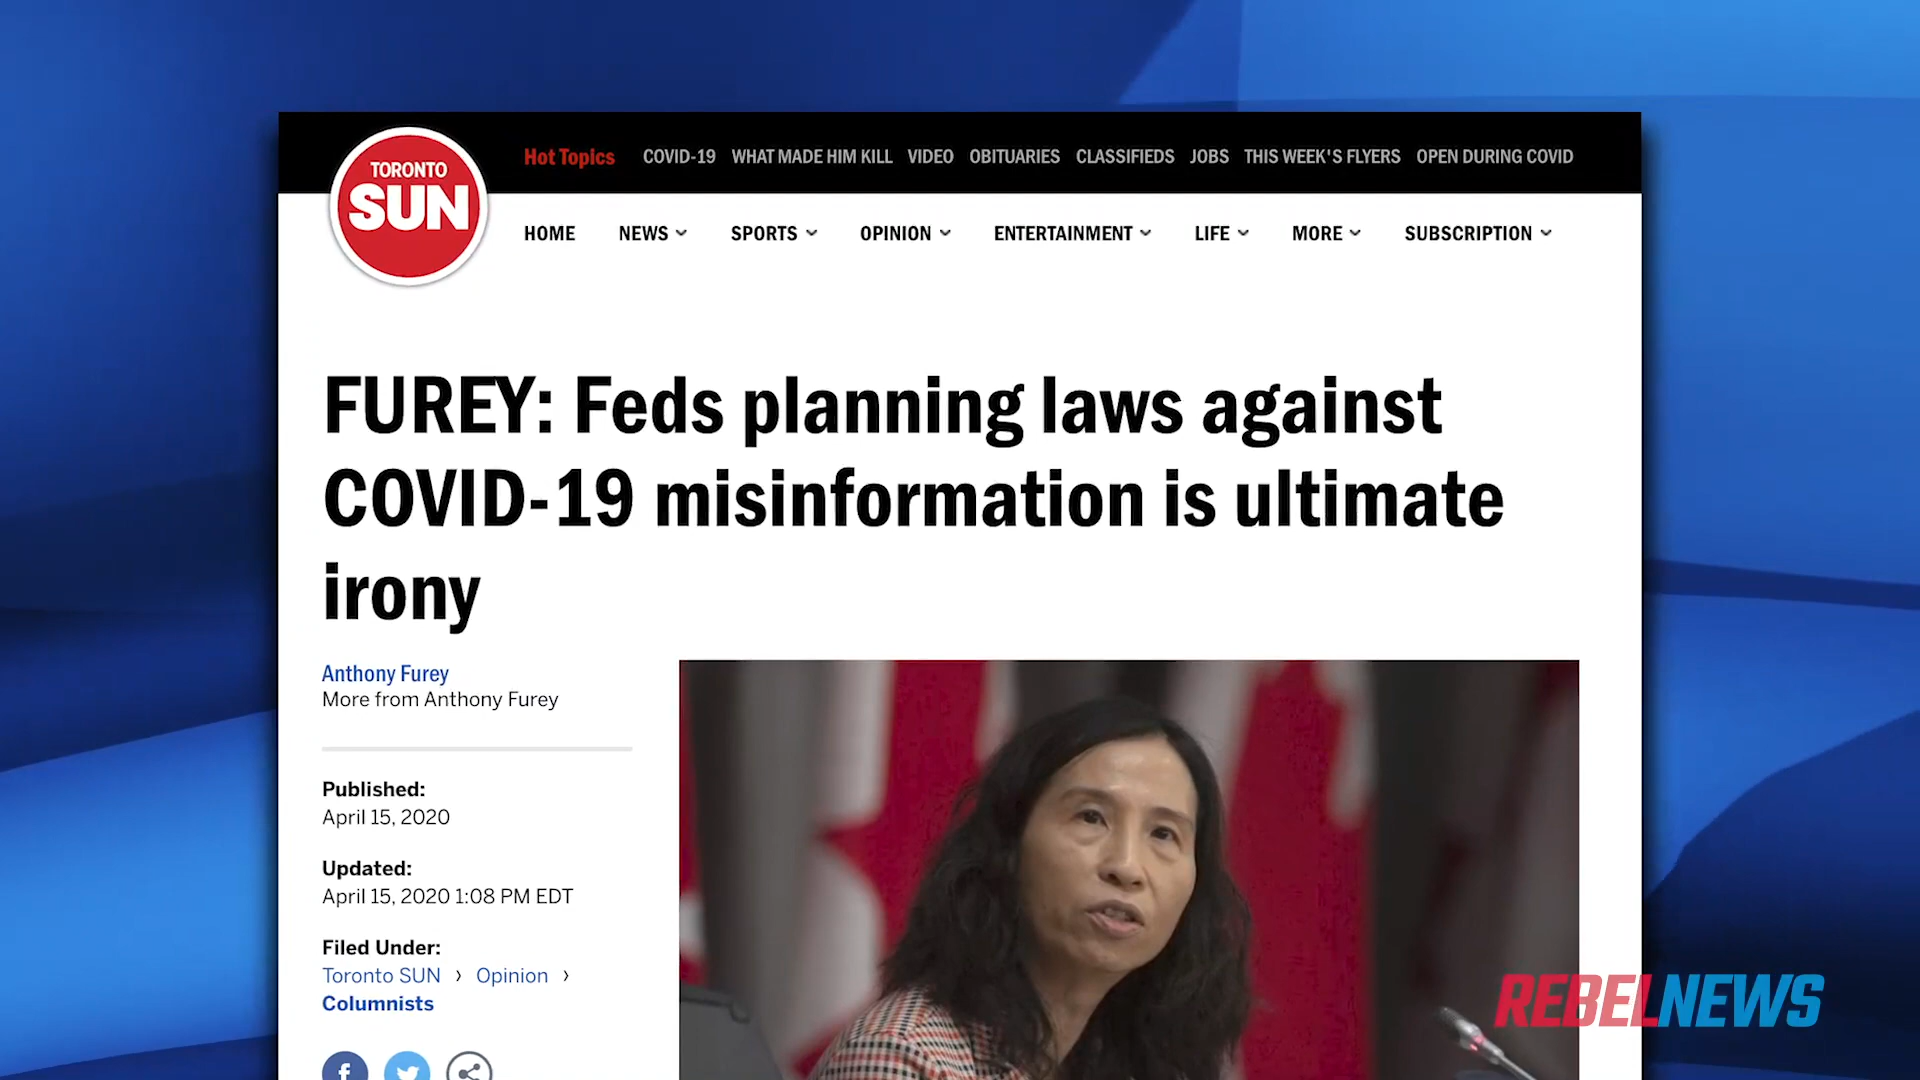 TORONTO
SUN
Hot Topics COVID-19 WHAT MADE HIM KILL VIDEO OBITUARIES CLASSIFIEDS JOBS THIS WEEK'S FLYERS OPEN DURING COVID
HOME NEWS SPORTS OPINION ENTERTAINMENT LIFE MORE SUBSCRIPTION
FUREY: Feds planning laws against
COVID-19 misinformation is ultimate
irony
Anthony Furey
More from Anthony Furey
Published:
April 15, 2020
Updated:
April 15, 2020 1:08 PM EDT
Filed Under:
Toronto SUN › Opinion ›
Columnists
REBELNEWS